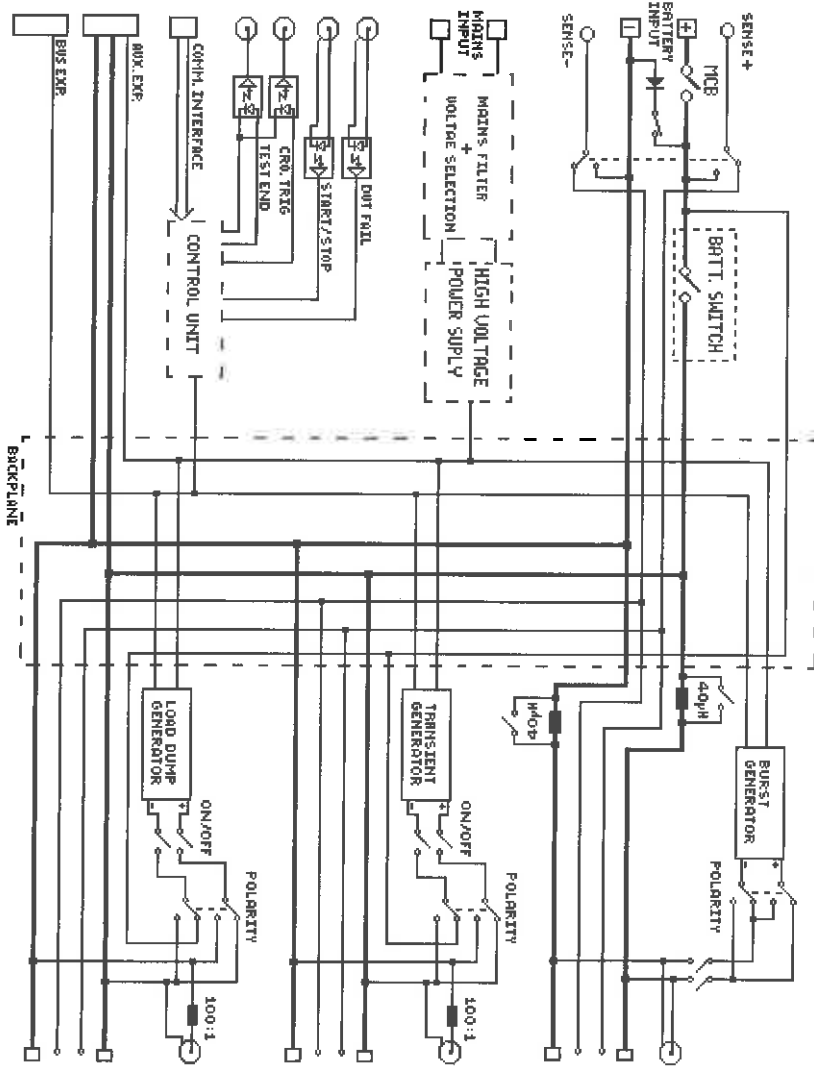 SENSE+
MCB
BATTERY
INPUT
+
-
SENSE-
BATT. SWITCH
40µH
40µH
BURST
GENERATOR
+
-
POLARITY
MAINS
INPUT
MAINS FILTER
+
VOLTAE SELECTION
HIGH VOLTAGE
POWER SUPLY
TRANSIENT
GENERATOR
+
-
ON/OFF
POLARITY
100:1
DUT FAIL
START/STOP
CRO. TRIG
TEST END
COMM. INTERFACE
CONTROL UNIT
AUX. EXP.
BUS EXP.
LOAD DUMP
GENERATOR
+
-
ON/OFF
POLARITY
100:1
BACKPLANE